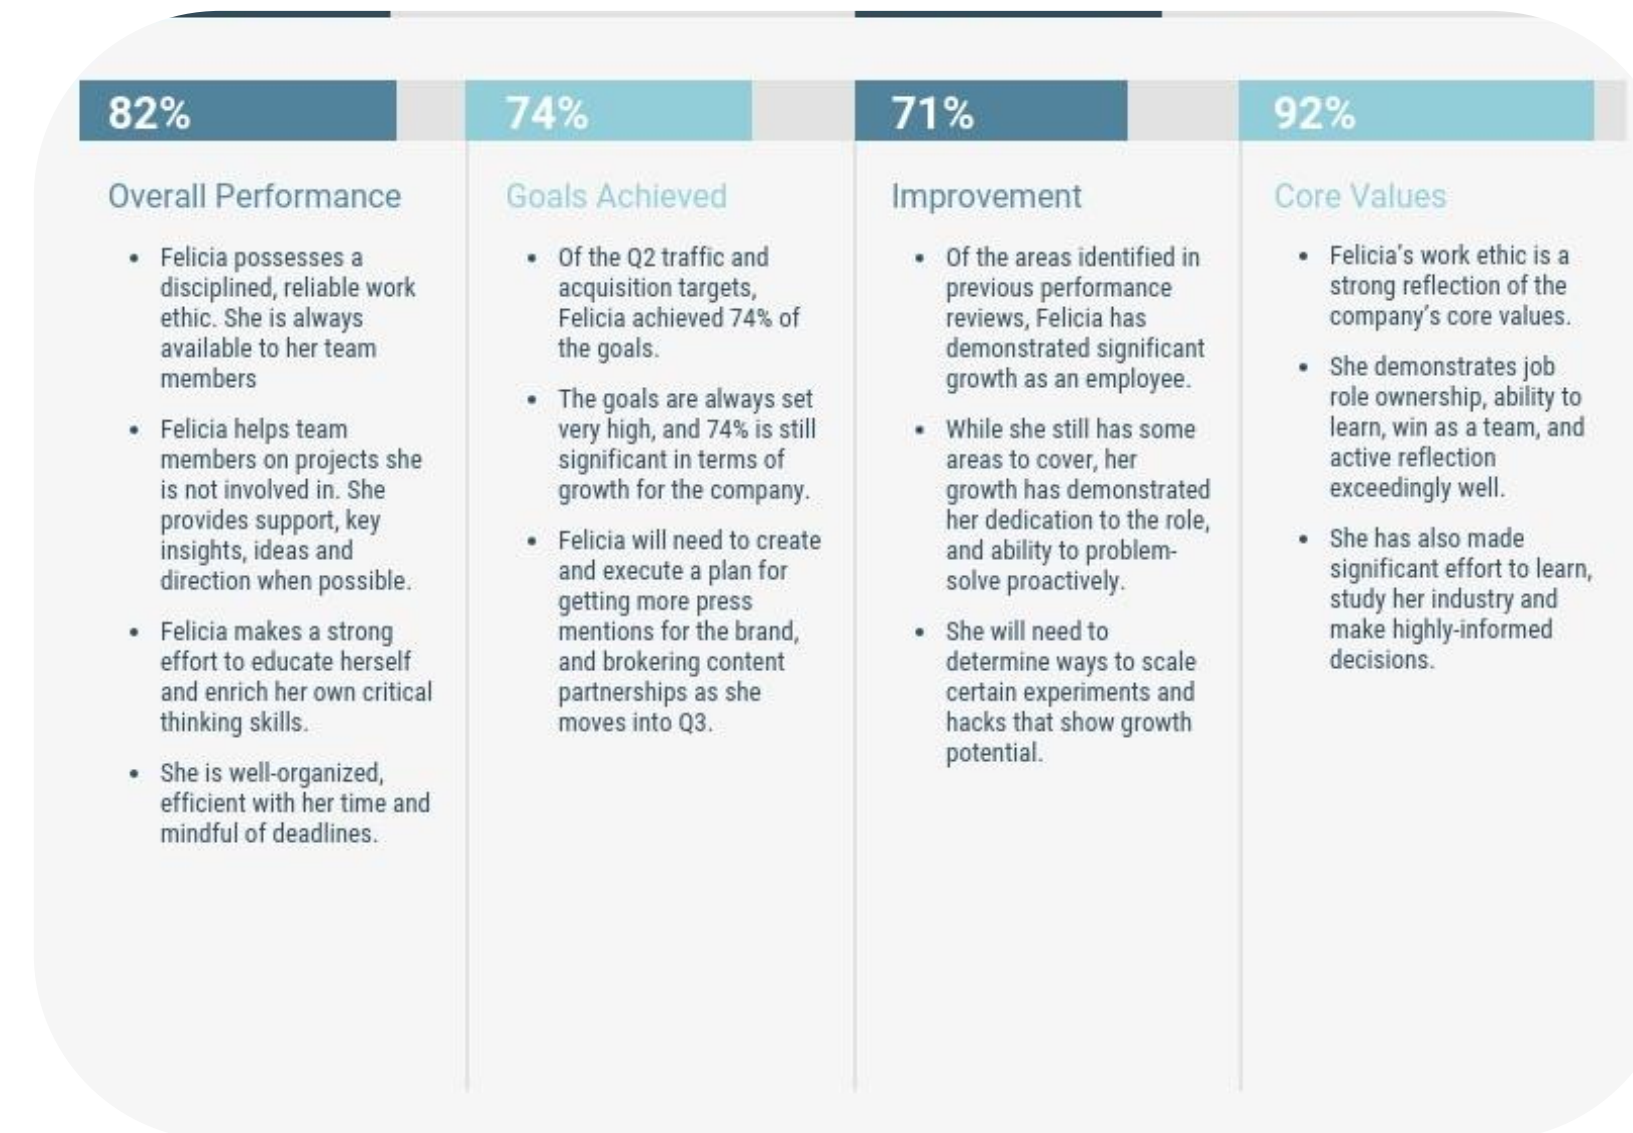 82%
Overall Performance
• Felicia possesses a
disciplined, reliable work
ethic. She is always
available to her team
members
• Felicia helps team
members on projects she
is not involved in. She
provides support, key
insights, ideas and
direction when possible.
• Felicia makes a strong
effort to educate herself
and enrich her own critical
thinking skills.
• She is well-organized,
efficient with her time and
mindful of deadlines.
74%
Goals Achieved
• Of the Q2 traffic and
acquisition targets,
Felicia achieved 74% of
the goals.
• The goals are always set
very high, and 74% is still
significant in terms of
growth for the company.
• Felicia will need to create
and execute a plan for
getting more press
mentions for the brand,
and brokering content
partnerships as she
moves into Q3.
71%
Improvement
• Of the areas identified in
previous performance
reviews, Felicia has
demonstrated significant
growth as an employee.
• While she still has some
areas to cover, her
growth has demonstrated
her dedication to the role,
and ability to problem-
solve proactively.
• She will need to
determine ways to scale
certain experiments and
hacks that show growth
potential.
92%
Core Values
• Felicia’s work ethic is a
strong reflection of the
company’s core values.
• She demonstrates job
role ownership, ability to
learn, win as a team, and
active reflection
exceedingly well.
• She has also made
significant effort to learn,
study her industry and
make highly-informed
decisions.